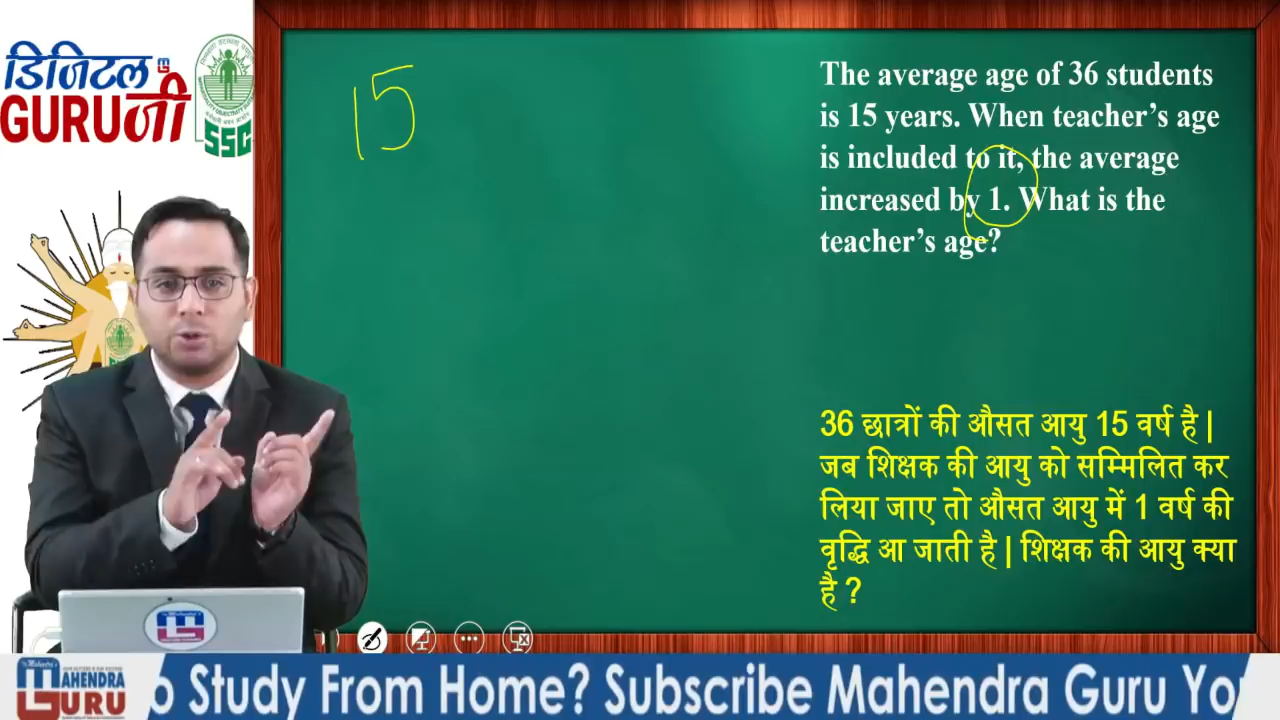 डिजिटल
GURUजी
SSC
15
The average age of 36 students
is 15 years. When teacher’s age
is included to it, the average
increased by 1. What is the
teacher’s age?
36 छात्रों की औसत आयु 15 वर्ष है |
जब शिक्षक की आयु को सम्मिलित कर
लिया जाए तो औसत आयु में 1 वर्ष की
वृद्धि आ जाती है | शिक्षक की आयु क्या
है ?
MAHENDRA
GURU
o Study From Home? Subscribe Mahendra Guru Yo